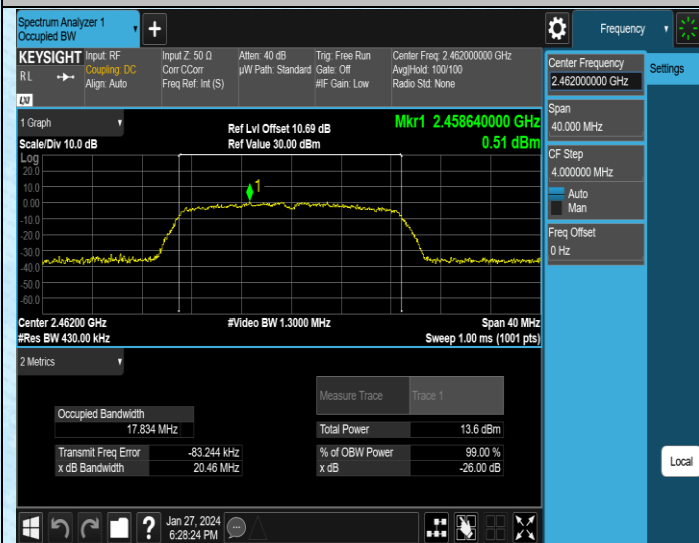 Spectrum Analyzer 1
Occupied BW
Frequency
KEYSIGHT
RL
LXI
Input: RF
Coupling: DC
Align: Auto
Input Z: 50 Ω
Corr CCorr
Freq Ref: Int (S)
Atten: 40 dB
µW Path: Standard
Trig: Free Run
Gate: Off
#IF Gain: Low
Center Freq: 2.462000000 GHz
Avg|Hold: 100/100
Radio Std: None
Center Frequency
2.462000000 GHz
Settings
Span
40.000 MHz
CF Step
4.000000 MHz
Auto
Man
Freq Offset
0 Hz
Local
1 Graph
Scale/Div 10.0 dB
Ref Lvl Offset 10.69 dB
Ref Value 30.00 dBm
Mkr1 2.458640000 GHz
0.51 dBm
Log
20.0
10.0
0.00
-10.0
-20.0
-30.0
-40.0
-50.0
-60.0
1
Center 2.46200 GHz
#Video BW 1.3000 MHz
Span 40 MHz
#Res BW 430.00 kHz
Sweep 1.00 ms (1001 pts)
2 Metrics
Measure Trace
Trace 1
Occupied Bandwidth
17.834 MHz
Total Power
13.6 dBm
Transmit Freq Error
-83.244 kHz
% of OBW Power
99.00 %
x dB Bandwidth
20.46 MHz
x dB
-26.00 dB
Jan 27, 2024
6:28:24 PM